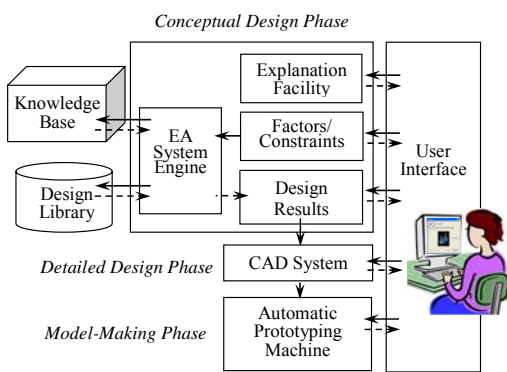 Conceptual Design Phase
Explanation
Facility
Knowledge
Base
EA
System
Engine
Factors/
Constraints
User
Interface
Design
Library
Design
Results
Detailed Design Phase
CAD System
Model-Making Phase
Automatic
Prototyping
Machine